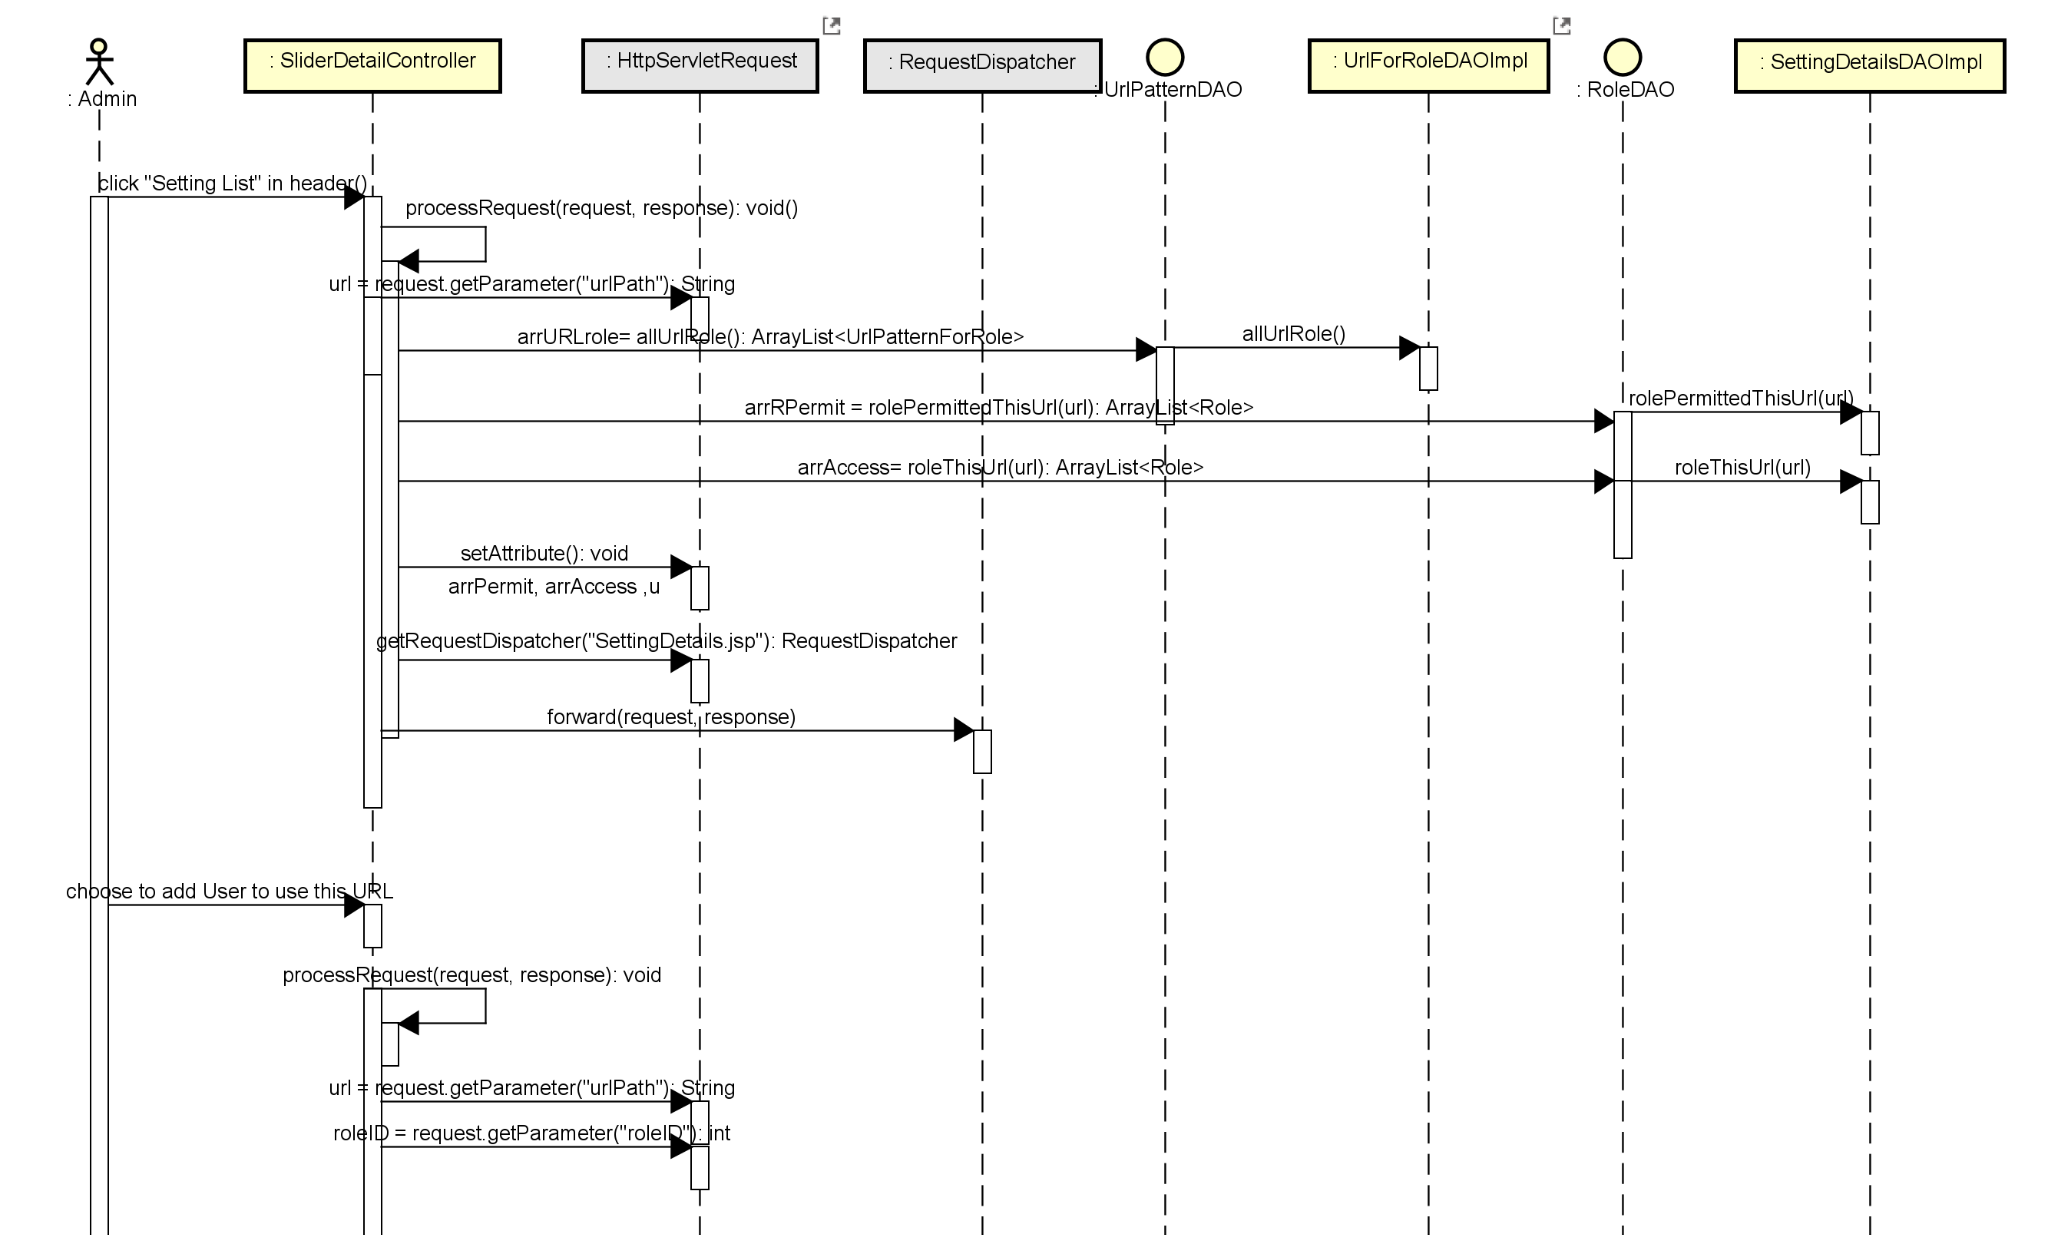 : Admin
: SliderDetailController
: HttpServletRequest
: RequestDispatcher
: UrlPatternDAO
: UrlForRoleDAOImpl
: RoleDAO
: SettingDetailsDAOImpl
click "Setting List" in header()
processRequest(request, response): void()
url = request.getParameter("urlPath"): String
arrURLrole= allUrlRole(): ArrayList<UrlPatternForRole>
allUrlRole()
arrRPermit = rolePermittedThisUrl(url): ArrayList<Role>
rolePermittedThisUrl(url)
arrAccess= roleThisUrl(url): ArrayList<Role>
roleThisUrl(url)
setAttribute(): void
arrPermit, arrAccess ,u
getRequestDispatcher("SettingDetails.jsp"): RequestDispatcher
forward(request, response)
choose to add User to use this URL
processRequest(request, response): void
url = request.getParameter("urlPath"): String
roleID = request.getParameter("roleID"): int